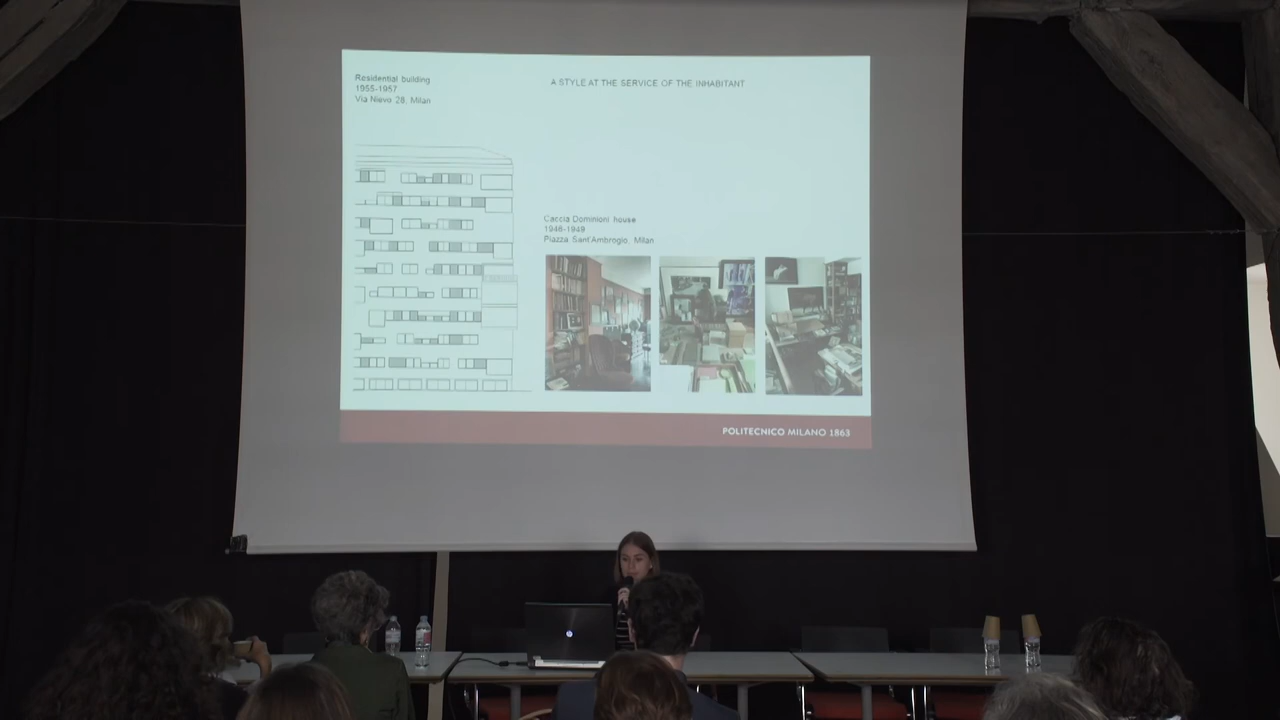 Residential building
1955-1957
Via Nievo 28, Milan
A STYLE AT THE SERVICE OF THE INHABITANT
Caccia Dominioni house
1946-1949
Piazza Sant'Ambrogio, Milan
POLITECNICO MILANO 1863